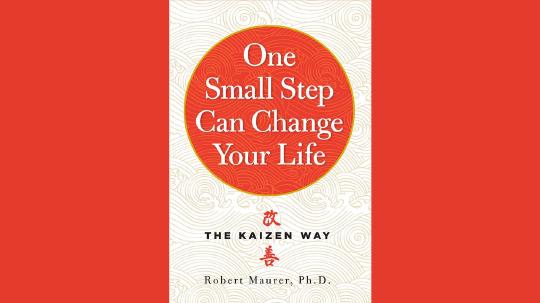 One
Small Step
Can Change
Your Life
改
THE KAIZEN WAY
善
Robert Maurer, Ph.D.